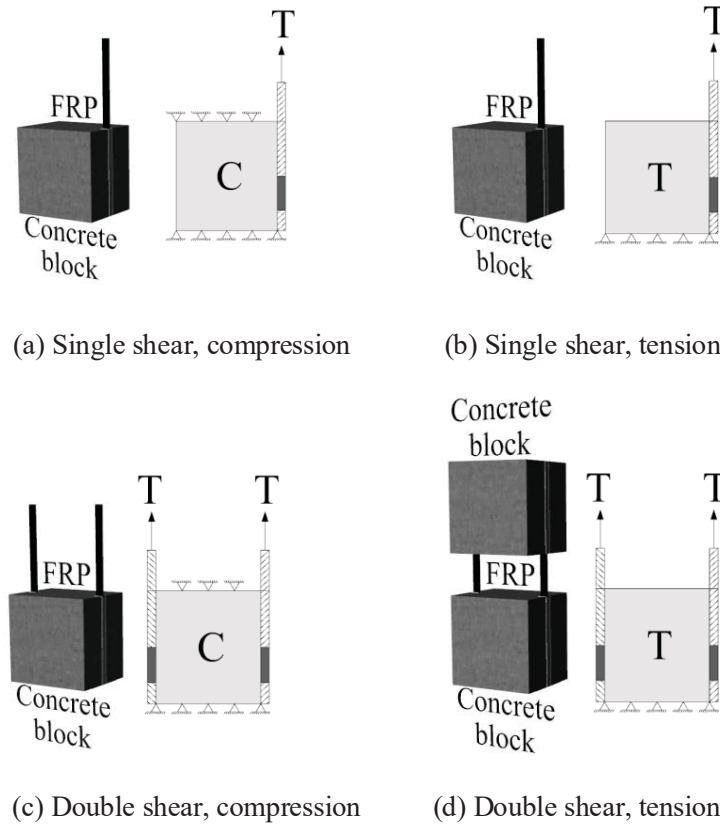 T
FRP
C
Concrete
block
T
FRP
T
Concrete
block
(a) Single shear, compression
(b) Single shear, tension
T
T
FRP
C
Concrete
block
Concrete
block
T
T
FRP
T
Concrete
block
(c) Double shear, compression
(d) Double shear, tension